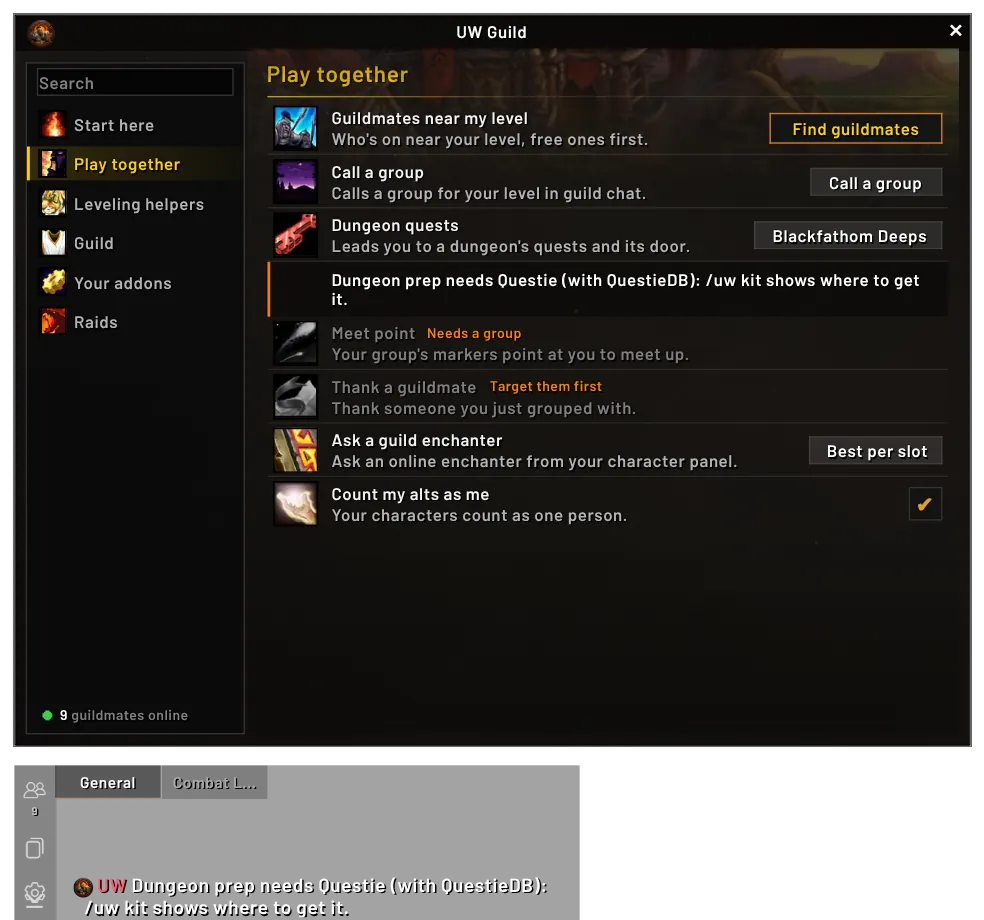 UW Guild
Search
Start here
Play together
Leveling helpers
Guild
Your addons
Raids
9 guildmates online
Play together
Guildmates near my level
Who's on near your level, free ones first.
Find guildmates
Call a group
Calls a group for your level in guild chat.
Call a group
Dungeon quests
Leads you to a dungeon's quests and its door.
Blackfathom Deeps
Dungeon prep needs Questie (with QuestieDB): /uw kit shows where to get
it.
Meet point Needs a group
Your group's markers point at you to meet up.
Thank a guildmate Target them first
Thank someone you just grouped with.
Ask a guild enchanter
Ask an online enchanter from your character panel.
Best per slot
Count my alts as me
Your characters count as one person.
General
Combat L...
9
UW Dungeon prep needs Questie (with QuestieDB):
/uw kit shows where to get it.